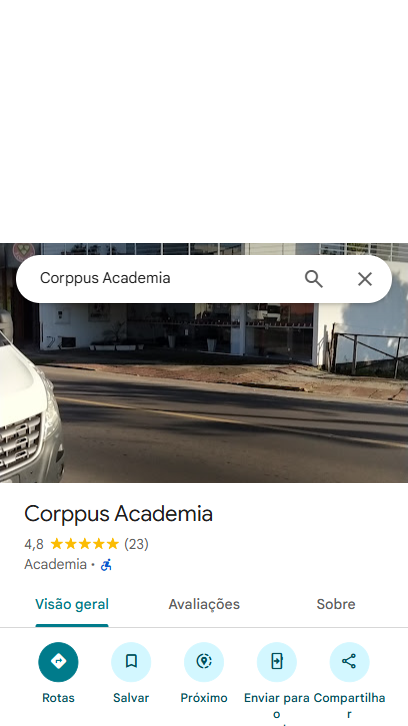 Corppus Academia
Corppus Academia
4,8 (23)
Academia ·
Visão geral Avaliações Sobre
Rotas Salvar Próximo Enviar para o Compartilhar